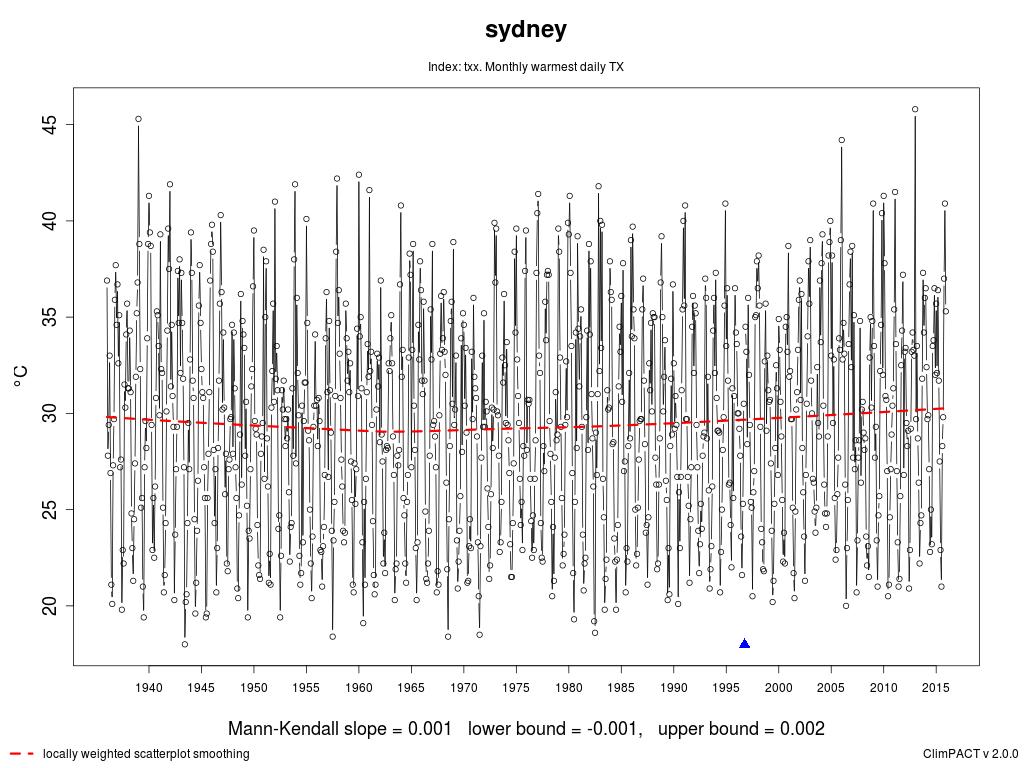 sydney
Index: txx. Monthly warmest daily TX
45
40
35
30
25
20
°C
1940 1945 1950 1955 1960 1965 1970 1975 1980 1985 1990 1995 2000 2005 2010 2015
Mann-Kendall slope = 0.001 lower bound = -0.001, upper bound = 0.002
locally weighted scatterplot smoothing
ClimPACT v 2.0.0